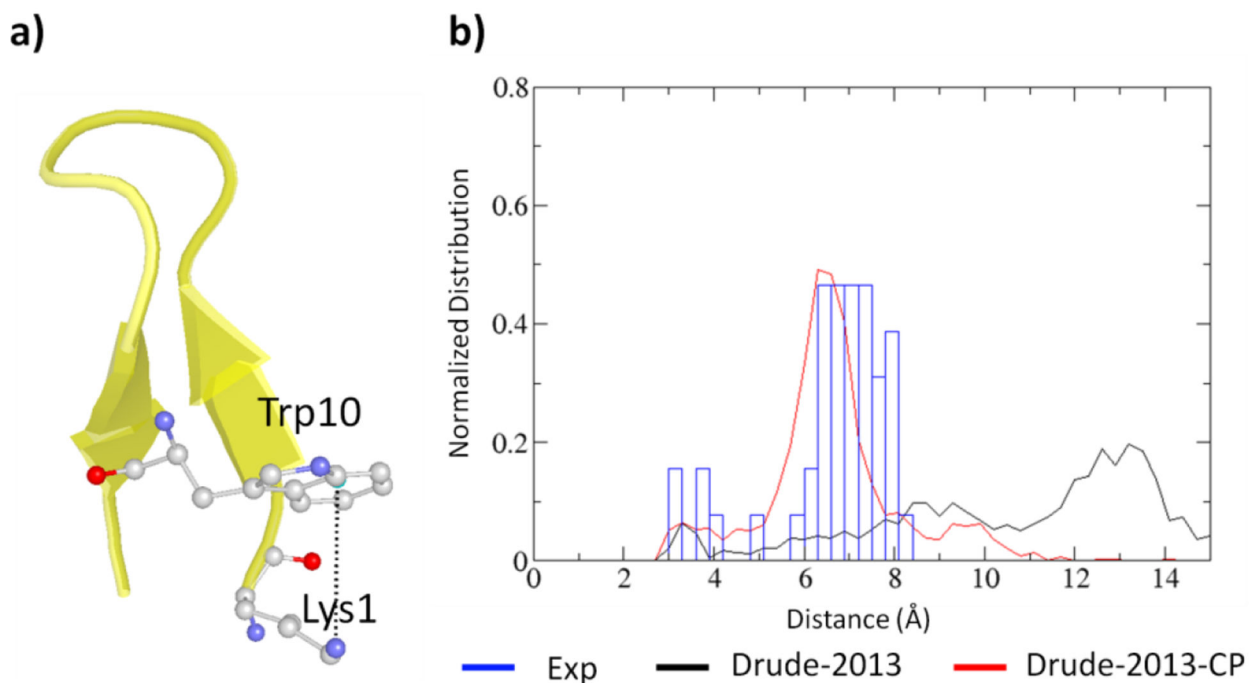 a)
Trp10
Lys1
b)
Normalized Distribution
0.8
0.6
0.4
0.2
0
0 2 4 6 8 10 12 14
Distance (Å)
Exp Drude-2013 Drude-2013-CP